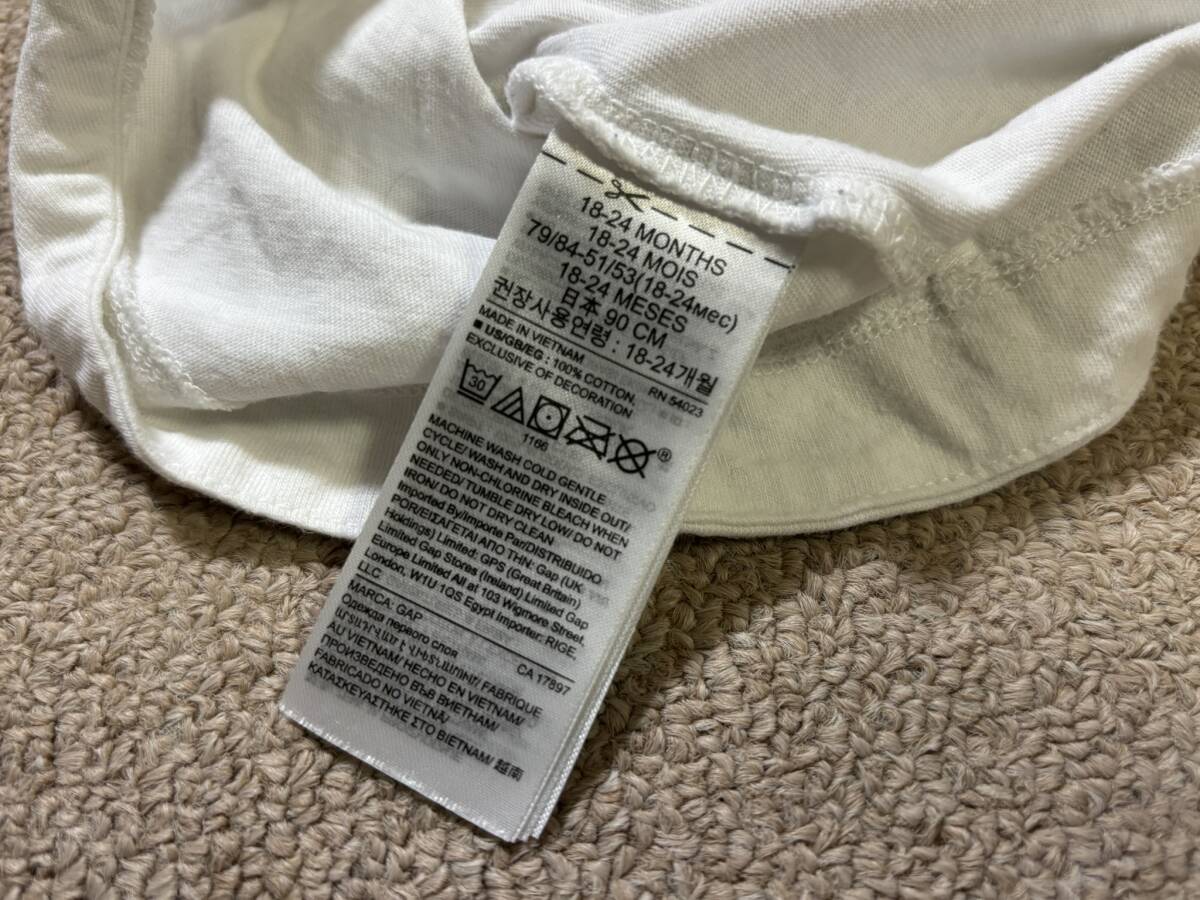 18-24 MONTHS
18-24 MOIS
79/84-51/53(18-24мес)
18-24 MESES
日本 90 CM
권장사용연령 : 18-24개월
MADE IN VIETNAM RN 54023
■ US/GB/EG : 100% COTTON,
EXCLUSIVE OF DECORATION
30
®
1166
MACHINE WASH COLD GENTLE
CYCLE/ WASH AND DRY INSIDE OUT/
ONLY NON-CHLORINE BLEACH WHEN
NEEDED/ TUMBLE DRY LOW/ DO NOT
IRON/ DO NOT DRY CLEAN
Imported By/Importe Par/DISTRIBUIDO
POR/ΕΙΣΑΓΕΤΑΙ ΑΠΟ ΤΗΝ: Gap (UK
Holdings) Limited: GPS (Great Britain)
Limited Gap Stores (Ireland) Limited Gap
Europe Limited All at 103 Wigmore Street,
London, W1U 1QS Egypt Importer: RIGE,
LLC
MARCA: GAP CA 17897
Одежда первого слоя
ԱՐՏԱԴՐՎԱԾ Է ՎԻԵՏՆԱՄՈՒՄ/ FABRIQUE
AU VIETNAM/ HECHO EN VIETNAM/
ПРОИЗВЕДЕНО ВЪВ ВИЕТНАМ/
FABRICADO NO VIETNA/
ΚΑΤΑΣΚΕΥΑΣΤΗΚΕ ΣΤΟ ΒΙΕΤΝΑΜ/ 越南